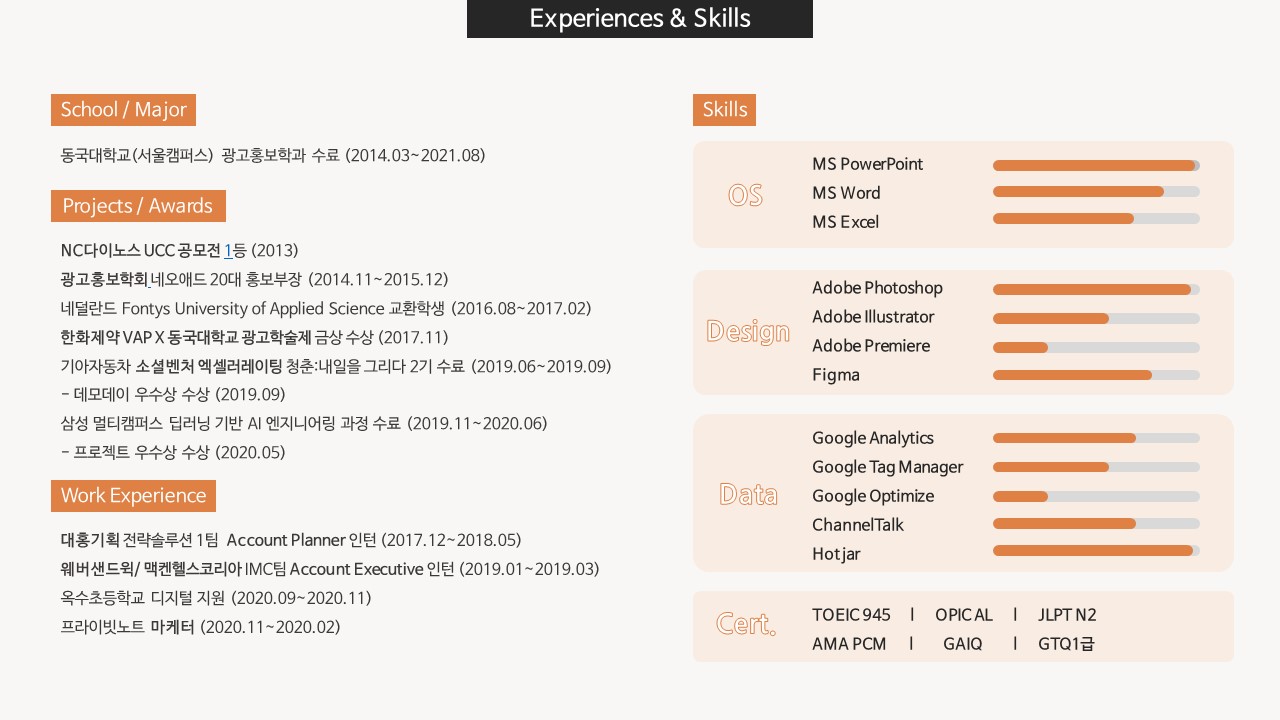 Experiences & Skills
School / Major
동국대학교(서울캠퍼스) 광고홍보학과 수료 (2014.03~2021.08)
Projects / Awards
NC다이노스 UCC 공모전 1등 (2013)
광고홍보학회 네오애드 20대 홍보부장 (2014.11~2015.12)
네덜란드 Fontys University of Applied Science 교환학생 (2016.08~2017.02)
한화제약 VAP X 동국대학교 광고학술제 금상 수상 (2017.11)
기아자동차 소셜벤처 엑셀러레이팅 청춘:내일을 그리다 2기 수료 (2019.06~2019.09)
- 데모데이 우수상 수상 (2019.09)
삼성 멀티캠퍼스 딥러닝 기반 AI 엔지니어링 과정 수료 (2019.11~2020.06)
- 프로젝트 우수상 수상 (2020.05)
Work Experience
대홍기획 전략솔루션 1팀 Account Planner 인턴 (2017.12~2018.05)
웨버샌드윅/ 맥켄헬스코리아 IMC팀 Account Executive 인턴 (2019.01~2019.03)
옥수초등학교 디지털 지원 (2020.09~2020.11)
프라이빗노트 마케터 (2020.11~2020.02)
Skills
OS
MS PowerPoint
MS Word
MS Excel
Design
Adobe Photoshop
Adobe Illustrator
Adobe Premiere
Figma
Data
Google Analytics
Google Tag Manager
Google Optimize
ChannelTalk
Hotjar
Cert.
TOEIC 945 l OPIC AL l JLPT N2
AMA PCM l GAIQ l GTQ1급